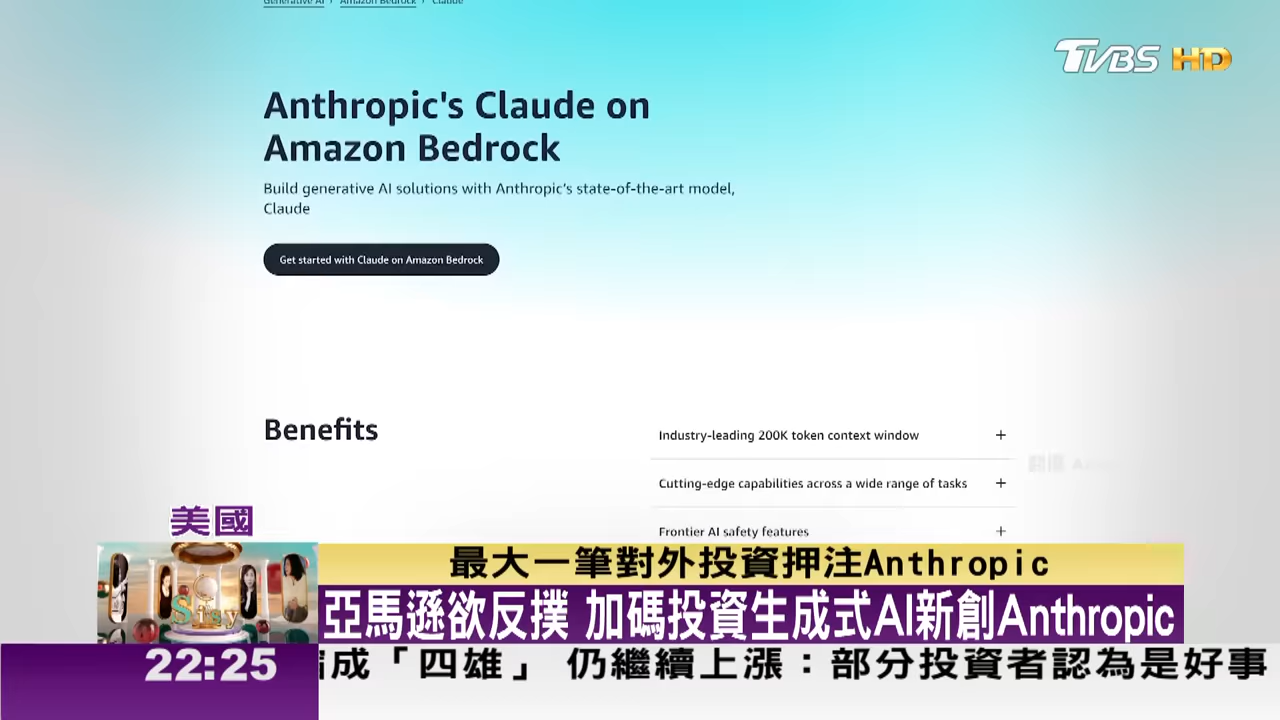 Generative AI / Amazon Bedrock / Claude
TVBS HD
Anthropic's Claude on
Amazon Bedrock
Build generative AI solutions with Anthropic's state-of-the-art model,
Claude
Get started with Claude on Amazon Bedrock
Benefits
Industry-leading 200K token context window +
Cutting-edge capabilities across a wide range of tasks +
Frontier AI safety features +
美國
最大一筆對外投資押注Anthropic
亞馬遜欲反撲 加碼投資生成式AI新創Anthropic
22:25
成「四雄」 仍繼續上漲：部分投資者認為是好事